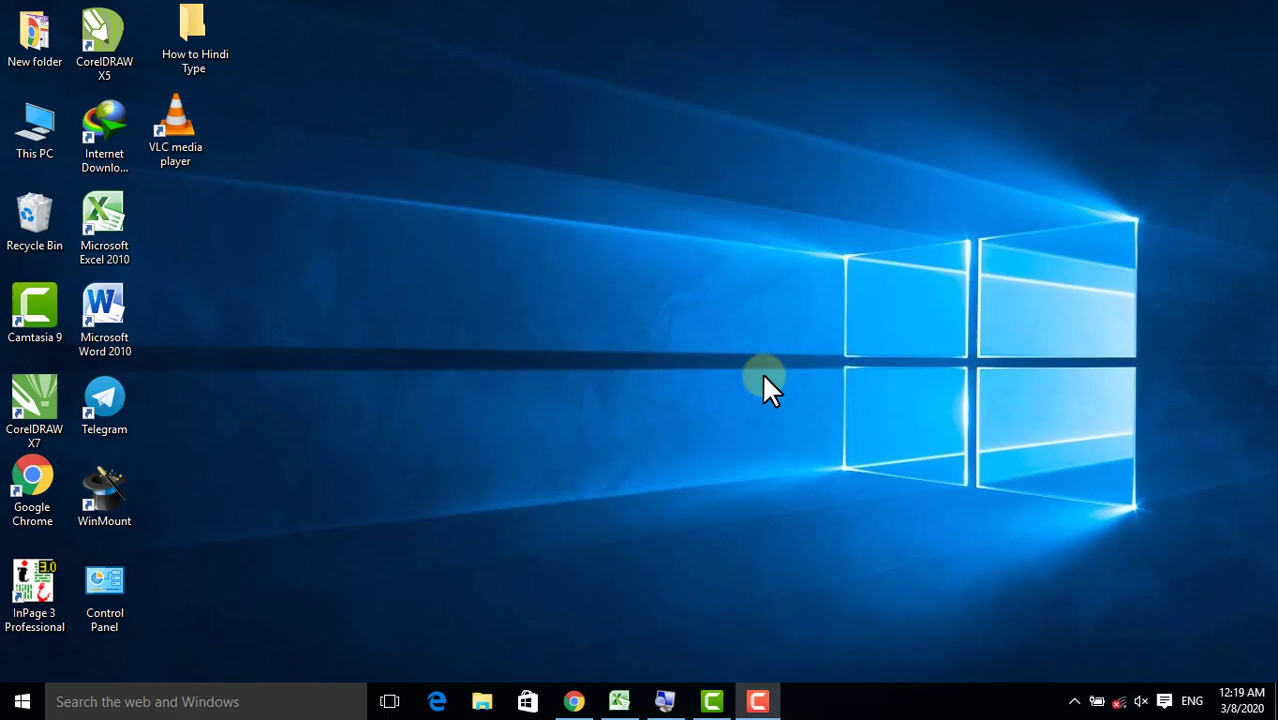 New folder
CorelDRAW
X5
How to Hindi
Type
This PC
Internet
Downlo...
VLC media
player
Recycle Bin
Microsoft
Excel 2010
Camtasia 9
Microsoft
Word 2010
CorelDRAW
X7
Telegram
Google
Chrome
WinMount
3.0
InPage 3
Professional
Control
Panel
Search the web and Windows
ENG
12:19 AM
3/8/2020